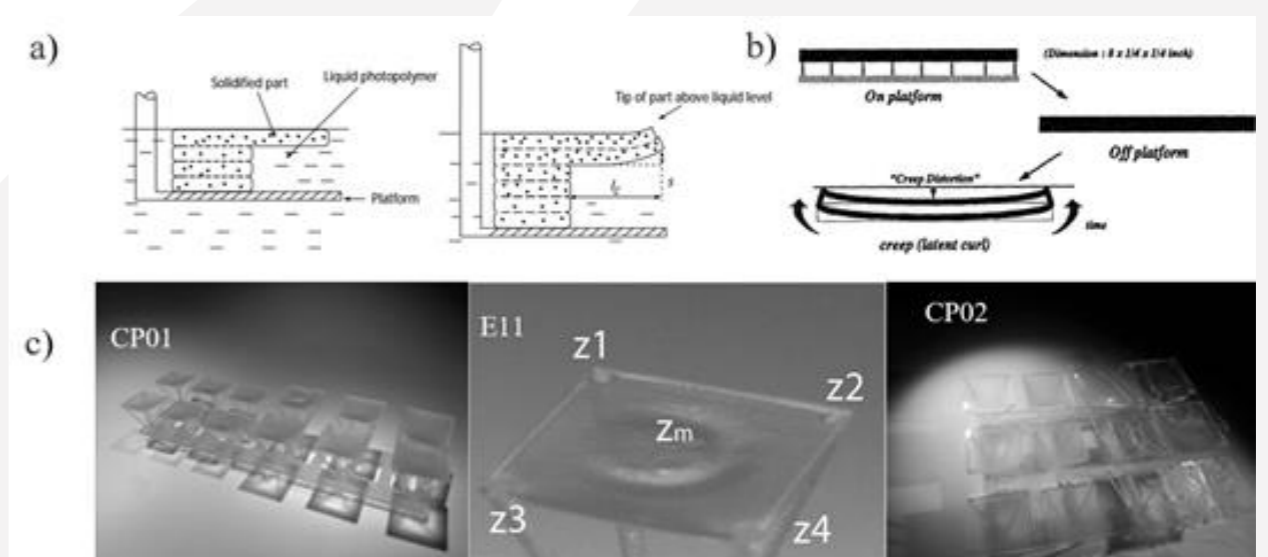 a)
Solidified part
Liquid photopolymer
Platform
Tip of part above liquid level
b)
(Dimension : 8 x 1/4 x 1/4 inch)
On platform
Off platform
"Creep Distortion"
time
creep (latent curl)
c)
CP01
E11
z1
z2
zm
z3
z4
CP02